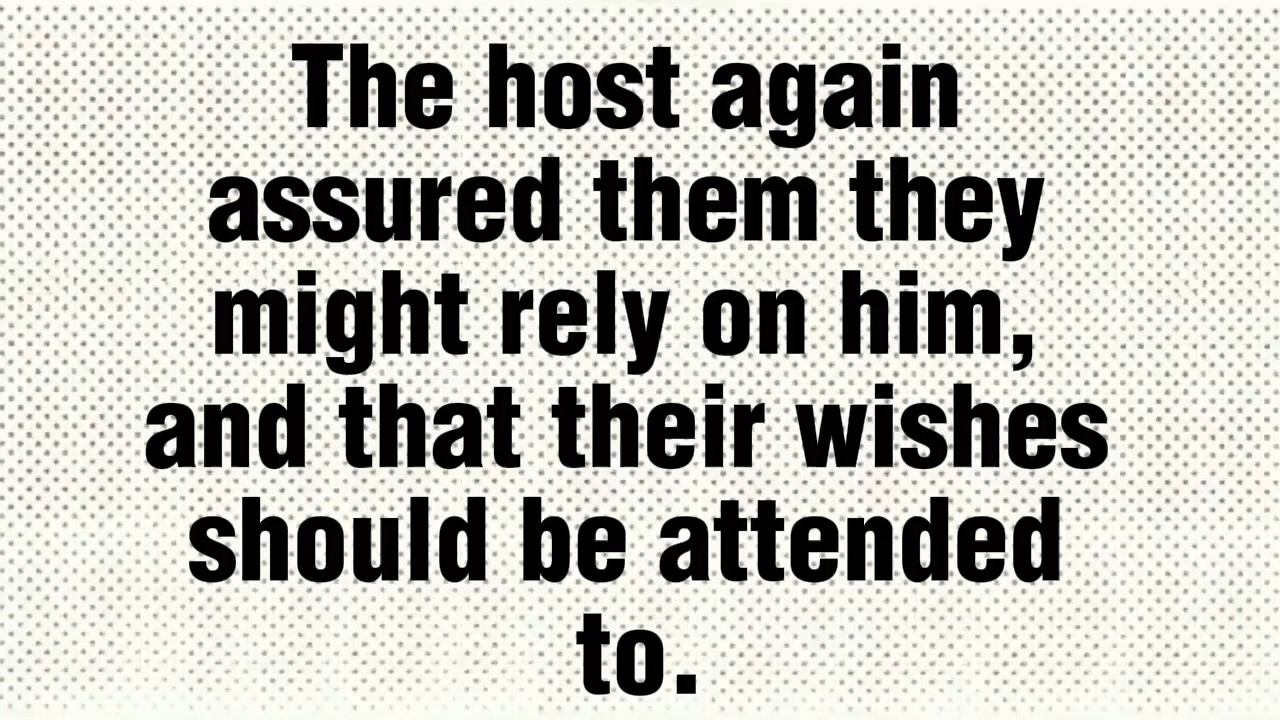 The host again
assured them they
might rely on him,
and that their wishes
should be attended
to.